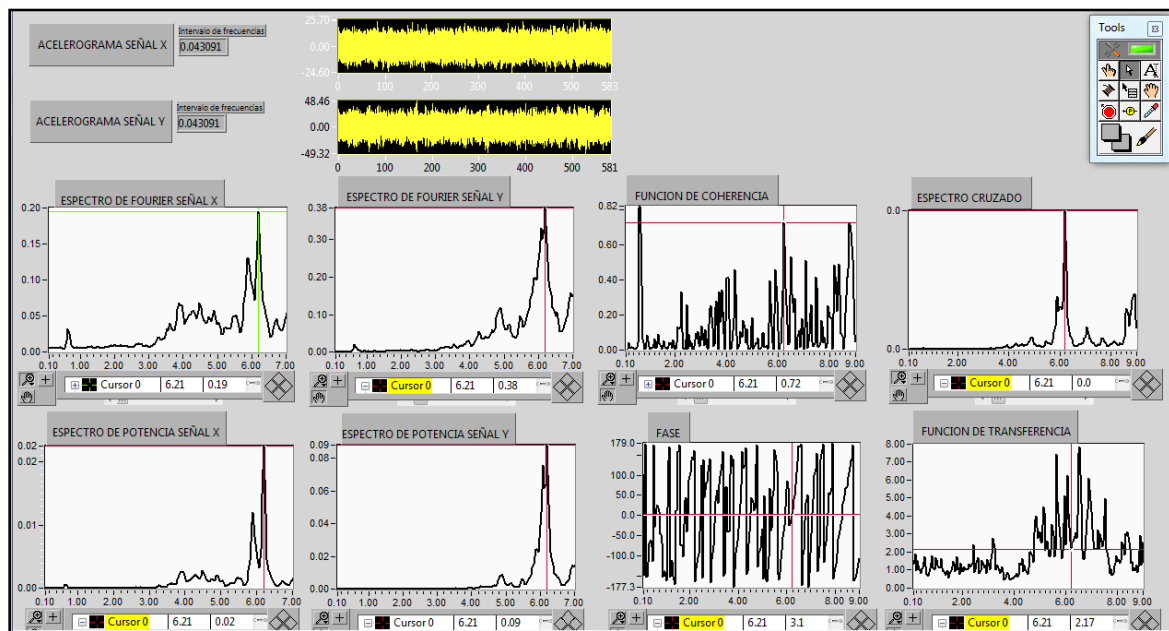 ACELEROGRAMA SEÑAL X
Intervalo de frecuencias
0.043091
25.70
0.00
-24.60
0 100 200 300 400 500 583
Tools
ACELEROGRAMA SEÑAL Y
Intervalo de frecuencias
0.043091
48.46
0.00
-49.32
0 100 200 300 400 500 581
ESPECTRO DE FOURIER SEÑAL X
0.20
0.15
0.10
0.05
0.00
0.10 1.00 2.00 3.00 4.00 5.00 6.00 7.00
Cursor 0 6.21 0.19
ESPECTRO DE FOURIER SEÑAL Y
0.38
0.30
0.20
0.10
0.00
0.10 1.00 2.00 3.00 4.00 5.00 6.00 7.00
Cursor 0 6.21 0.38
FUNCION DE COHERENCIA
0.82
0.60
0.40
0.20
0.00
0.10 2.00 4.00 6.00 8.00 9.00
Cursor 0 6.21 0.72
ESPECTRO CRUZADO
0.0
0.0
0.10 2.00 4.00 6.00 8.00 9.00
Cursor 0 6.21 0.0
ESPECTRO DE POTENCIA SEÑAL X
0.02
0.02
0.01
0.00
0.10 1.00 2.00 3.00 4.00 5.00 6.00 7.00
Cursor 0 6.21 0.02
ESPECTRO DE POTENCIA SEÑAL Y
0.09
0.08
0.06
0.04
0.02
0.00
0.10 1.00 2.00 3.00 4.00 5.00 6.00 7.00
Cursor 0 6.21 0.09
FASE
179.0
100.0
50.0
0.0
-50.0
-100.0
-177.3
0.10 2.00 4.00 6.00 9.00
Cursor 0 6.21 3.1
FUNCION DE TRANSFERENCIA
8.00
7.00
6.00
5.00
4.00
3.00
2.00
1.00
0.00
0.10 2.00 4.00 6.00 9.00
Cursor 0 6.21 2.17